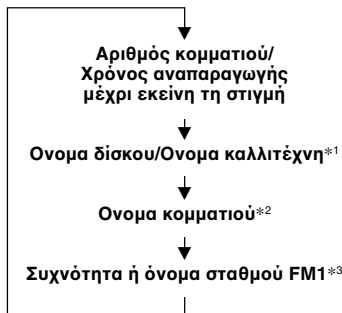 Αριθμός κομματιού/
Χρόνος αναπαραγωγής
μέχρι εκείνη τη στιγμή
Ονομα δίσκου/Ονομα καλλιτέχνη*1
Ονομα κομματιού*2
Συχνότητα ή όνομα σταθμού FM1*3